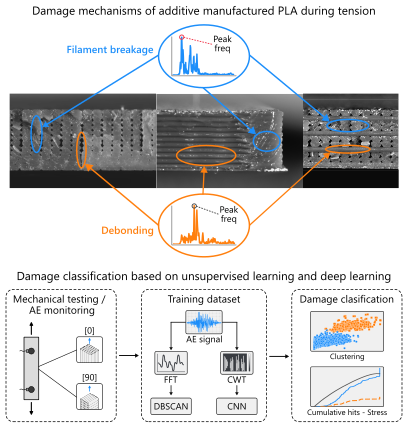 Damage mechanisms of additive manufactured PLA during tension
Filament breakage
Peak
freq
Debonding
Peak
freq
Damage classification based on unsupervised learning and deep learning
Mechanical testing /
AE monitoring
[0]
[90]
Training dataset
AE signal
FFT
CWT
DBSCAN
CNN
Damage clasification
Clustering
Cumulative hits - Stress